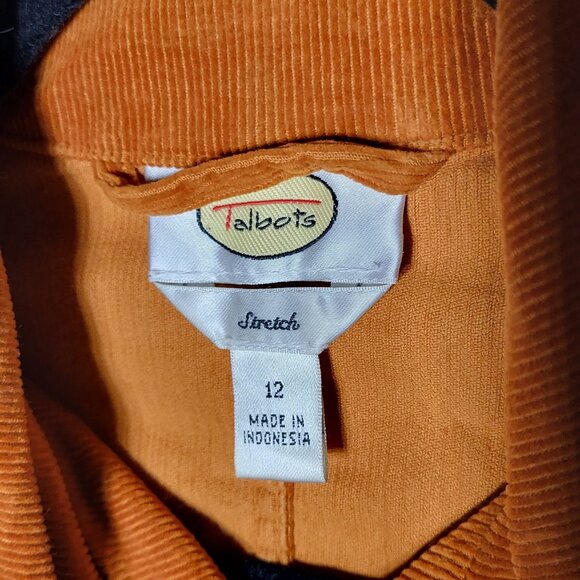 Talbots
Stretch
12
MADE IN
INDONESIA